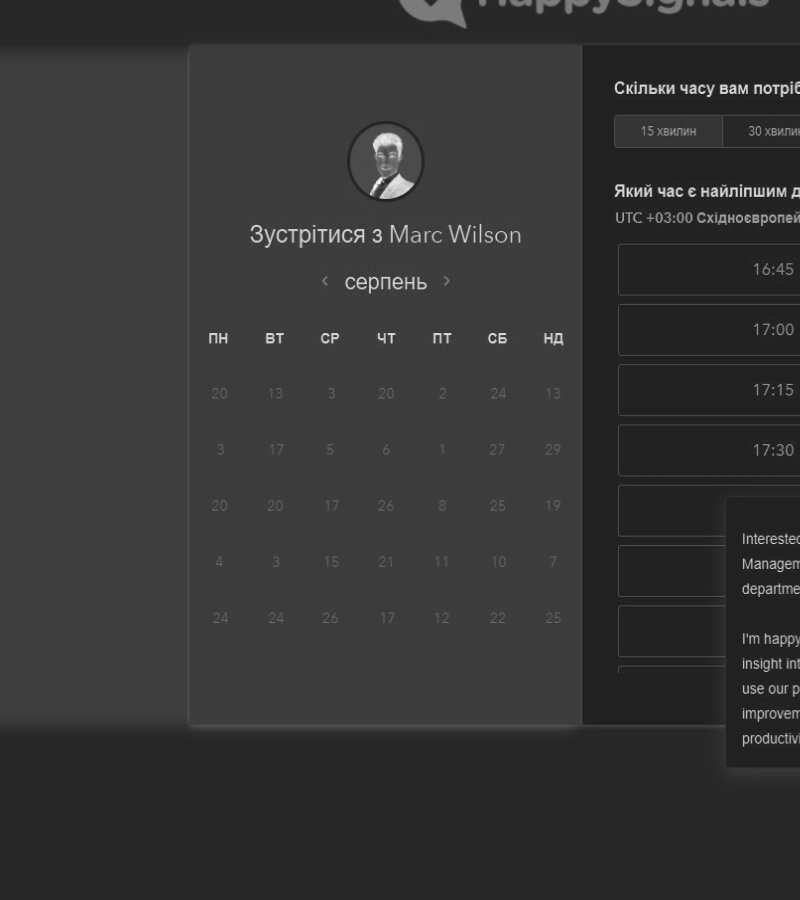 HappySignals
Зустрітися з Marc Wilson
серпень
ПН ВТ СР ЧТ ПТ СБ НД
20 13 3 20 2 24 13
3 17 5 6 1 27 29
20 20 17 26 8 25 19
4 3 15 21 11 10 7
24 24 26 17 12 22 25
Скільки часу вам потріб
15 хвилин 30 хвилин
Який час є найліпшим д
UTC +03:00 Східноєвропей
16:45
17:00
17:15
17:30
Interested
Managem
departme
I'm happy
insight int
use our p
improvem
productivi